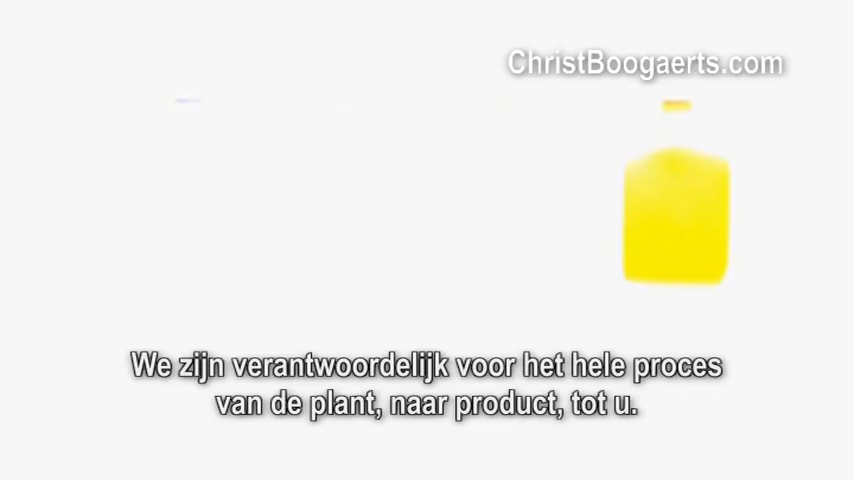 ChristBoogaerts.com
We zijn verantwoordelijk voor het hele proces
van de plant, naar product, tot u.